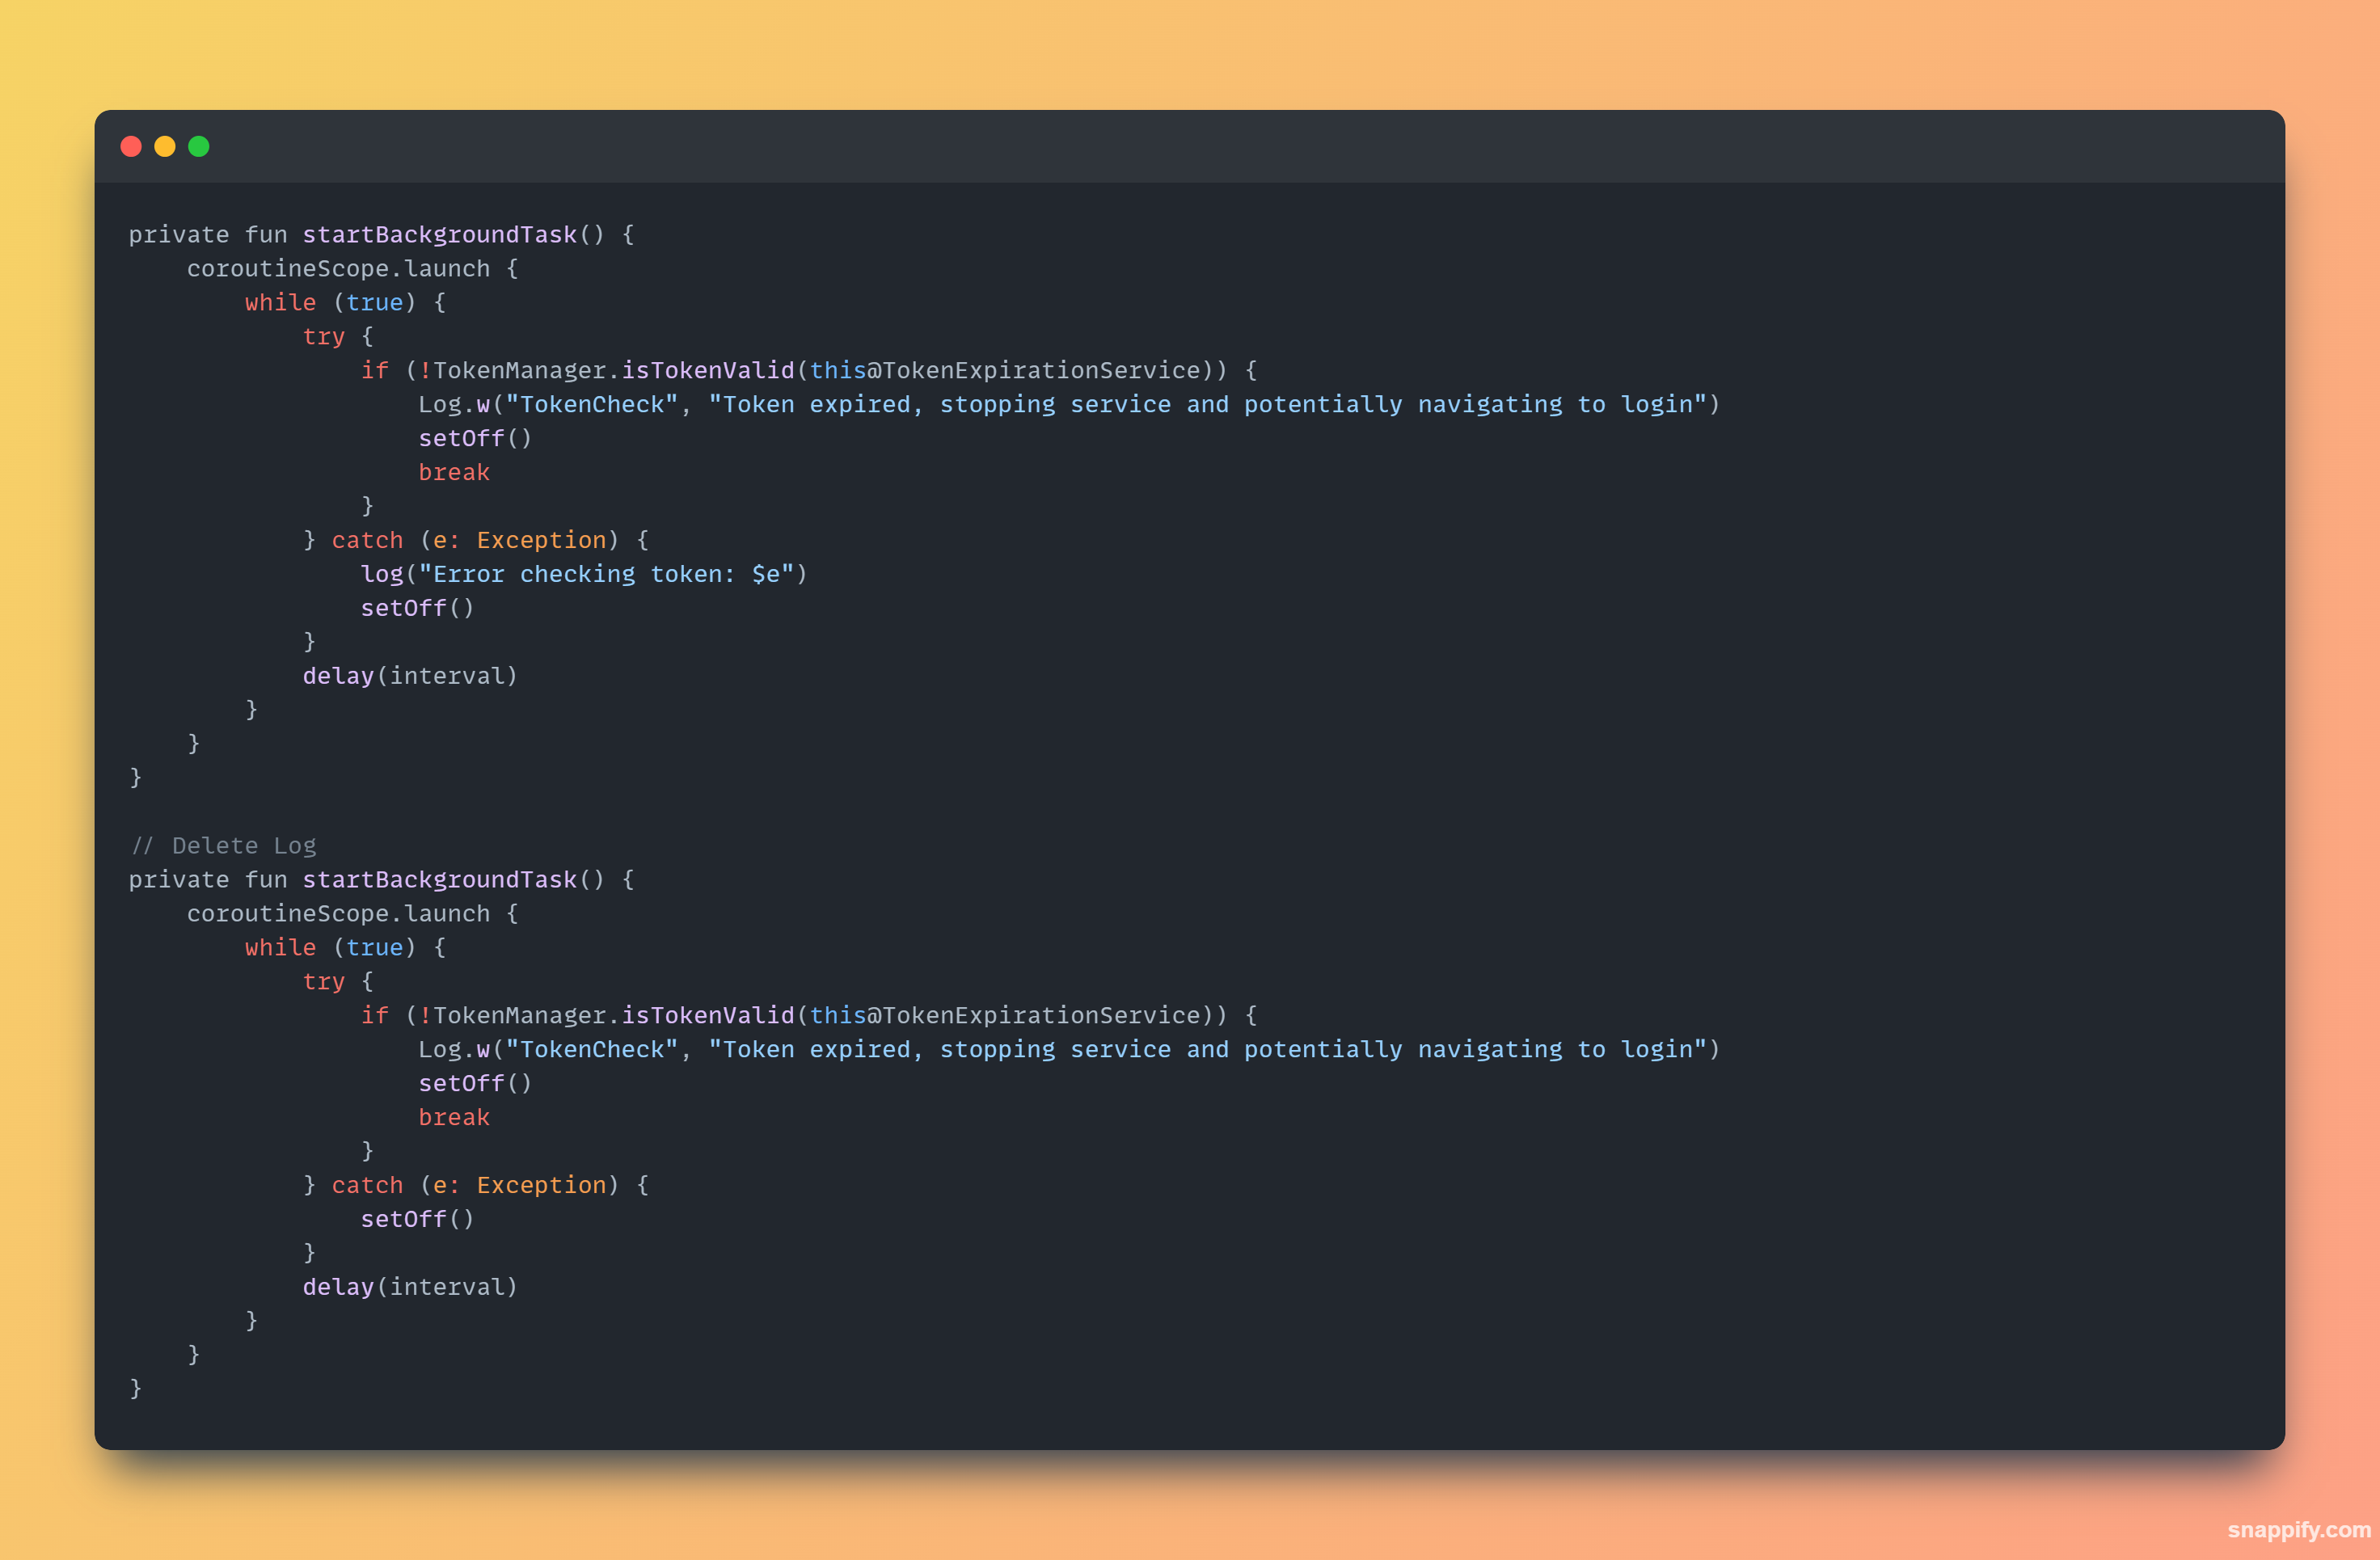 private fun startBackgroundTask() {
    coroutineScope.launch {
        while (true) {
            try {
                if (!TokenManager.isTokenValid(this@TokenExpirationService)) {
                    Log.w("TokenCheck", "Token expired, stopping service and potentially navigating to login")
                    setOff()
                    break
                }
            } catch (e: Exception) {
                log("Error checking token: $e")
                setOff()
            }
            delay(interval)
        }
    }
}

// Delete Log
private fun startBackgroundTask() {
    coroutineScope.launch {
        while (true) {
            try {
                if (!TokenManager.isTokenValid(this@TokenExpirationService)) {
                    Log.w("TokenCheck", "Token expired, stopping service and potentially navigating to login")
                    setOff()
                    break
                }
            } catch (e: Exception) {
                setOff()
            }
            delay(interval)
        }
    }
}
snappify.com